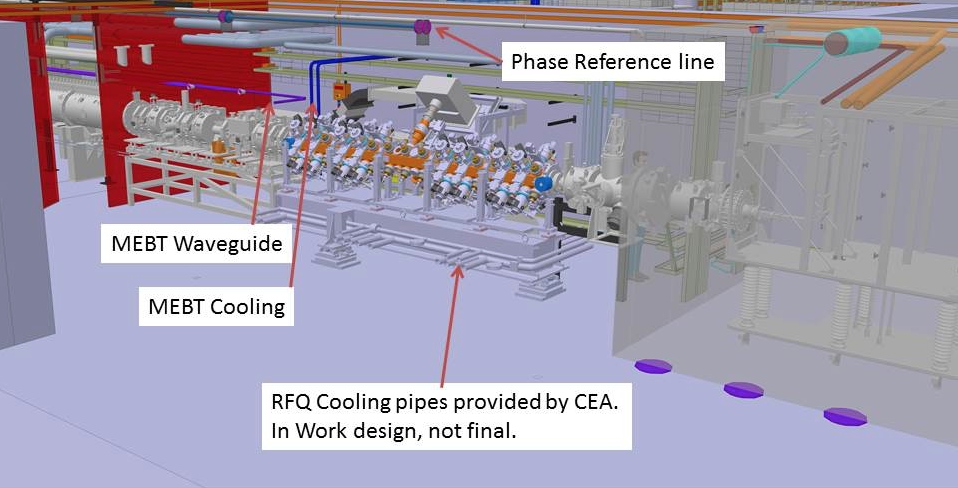 Phase Reference line
MEBT Waveguide
MEBT Cooling
RFQ Cooling pipes provided by CEA.
In Work design, not final.